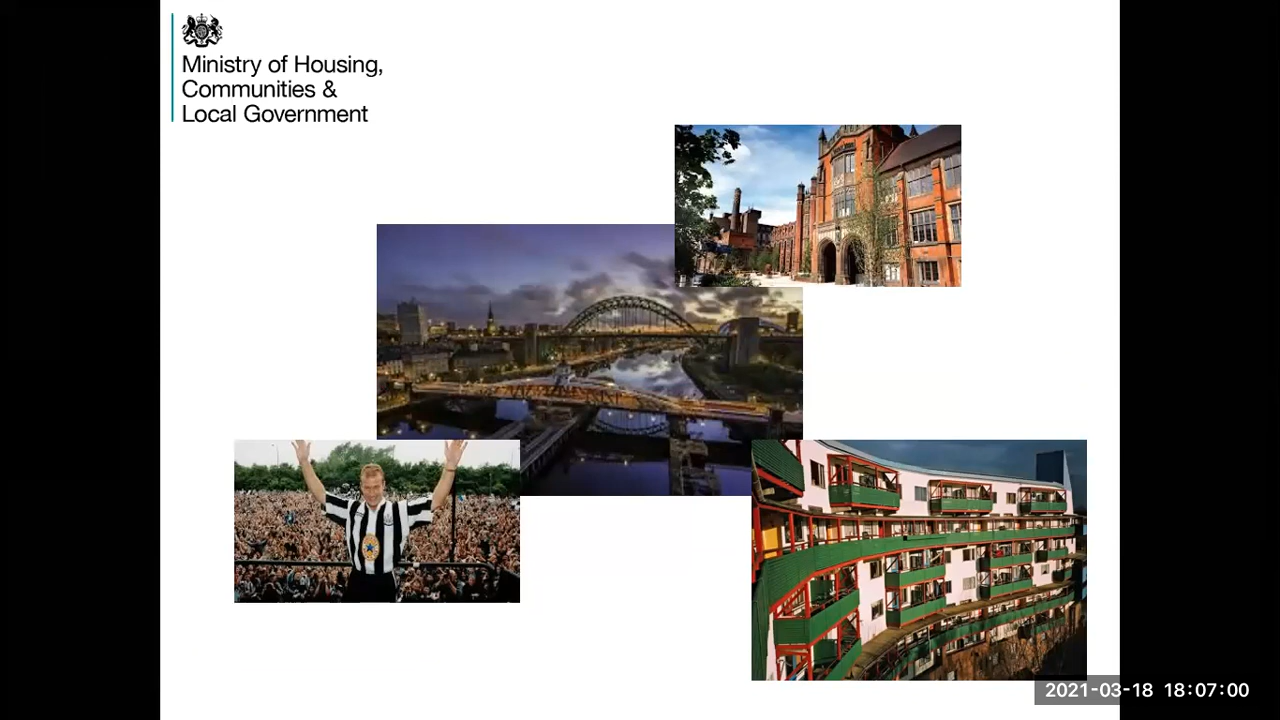 Ministry of Housing,
Communities &
Local Government
2021-03-18 18:07:00